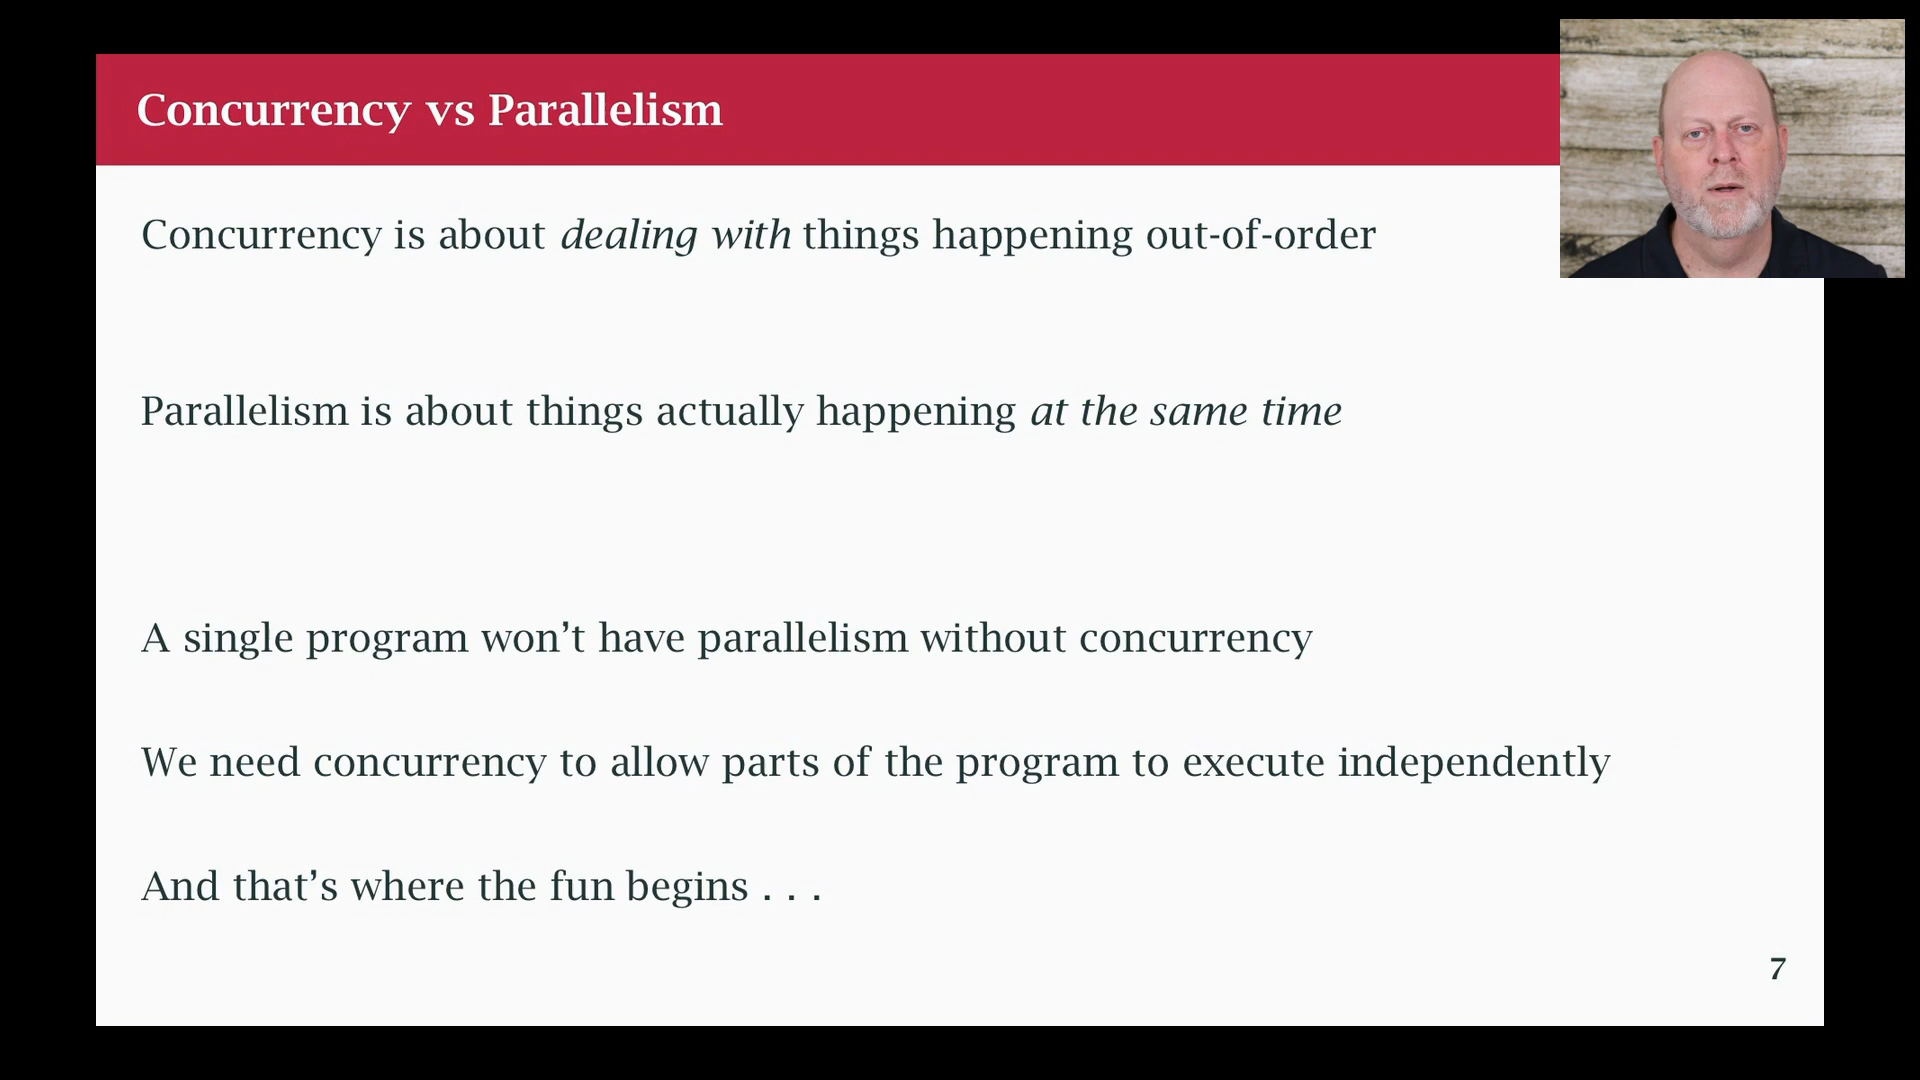 Concurrency vs Parallelism
Concurrency is about dealing with things happening out-of-order
Parallelism is about things actually happening at the same time
A single program won’t have parallelism without concurrency
We need concurrency to allow parts of the program to execute independently
And that’s where the fun begins . . .
7